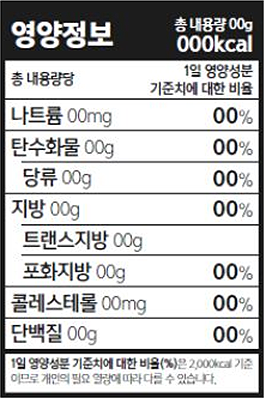 영양정보
총 내용량 00g
000kcal
총 내용량당
1일 영양성분
기준치에 대한 비율
나트륨 00mg 00%
탄수화물 00g 00%
당류 00g 00%
지방 00g 00%
트랜스지방 00g
포화지방 00g 00%
콜레스테롤 00mg 00%
단백질 00g 00%
1일 영양성분 기준치에 대한 비율(%)은 2,000kcal 기준
이므로 개인의 필요 열량에 따라 다를 수 있습니다.